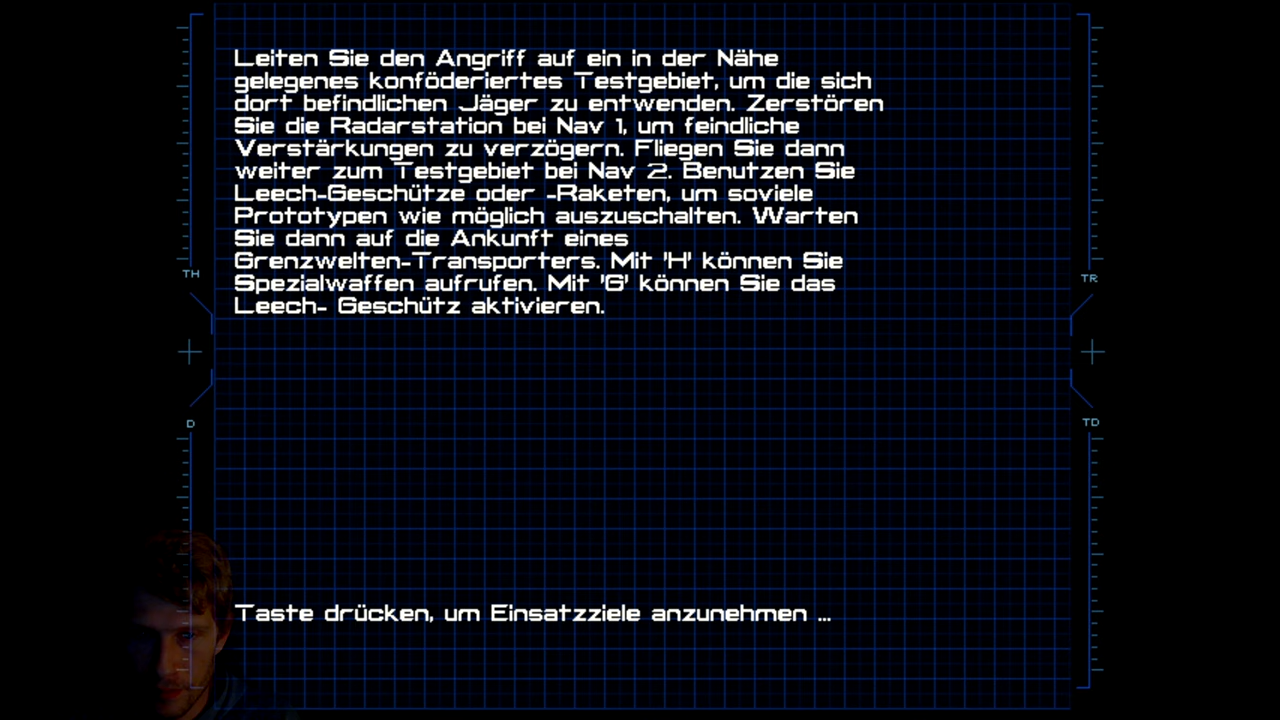 Leiten Sie den Angriff auf ein in der Nähe
gelegenes konföderiertes Testgebiet, um die sich
dort befindlichen Jäger zu entwenden. Zerstören
Sie die Radarstation bei Nav 1, um feindliche
Verstärkungen zu verzögern. Fliegen Sie dann
weiter zum Testgebiet bei Nav 2. Benutzen Sie
Leech-Geschütze oder -Raketen, um soviele
Prototypen wie möglich auszuschalten. Warten
Sie dann auf die Ankunft eines
Grenzwelten-Transporters. Mit 'H' können Sie
Spezialwaffen aufrufen. Mit 'G' können Sie das
Leech- Geschütz aktivieren.
TH
TR
D
TD
Taste drücken, um Einsatzziele anzunehmen ...